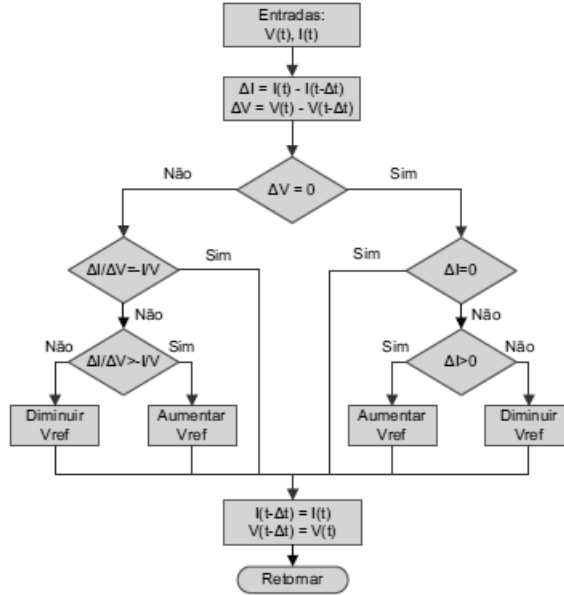 Entradas:
V(t), I(t)
ΔI = I(t) - I(t-Δt)
ΔV = V(t) - V(t-Δt)
Não
ΔV = 0
Sim
ΔI/ΔV=-I/V
Sim
Sim
ΔI=0
Não
Não
Não
ΔI/ΔV>-I/V
Sim
Sim
ΔI>0
Não
Diminuir
Vref
Aumentar
Vref
Aumentar
Vref
Diminuir
Vref
I(t-Δt) = I(t)
V(t-Δt) = V(t)
Retornar